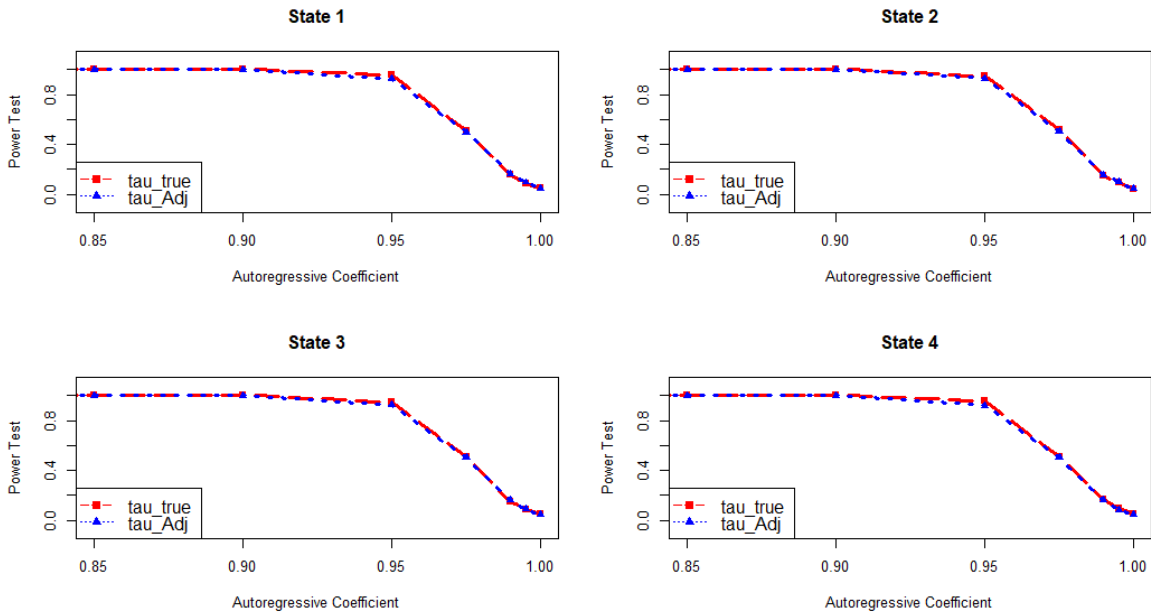 State 1
Power Test
0.8
0.4
0.0
tau_true
tau_Adj
0.85 0.90 0.95 1.00
Autoregressive Coefficient
State 2
Power Test
0.8
0.4
0.0
tau_true
tau_Adj
0.85 0.90 0.95 1.00
Autoregressive Coefficient
State 3
Power Test
0.8
0.4
0.0
tau_true
tau_Adj
0.85 0.90 0.95 1.00
Autoregressive Coefficient
State 4
Power Test
0.8
0.4
0.0
tau_true
tau_Adj
0.85 0.90 0.95 1.00
Autoregressive Coefficient